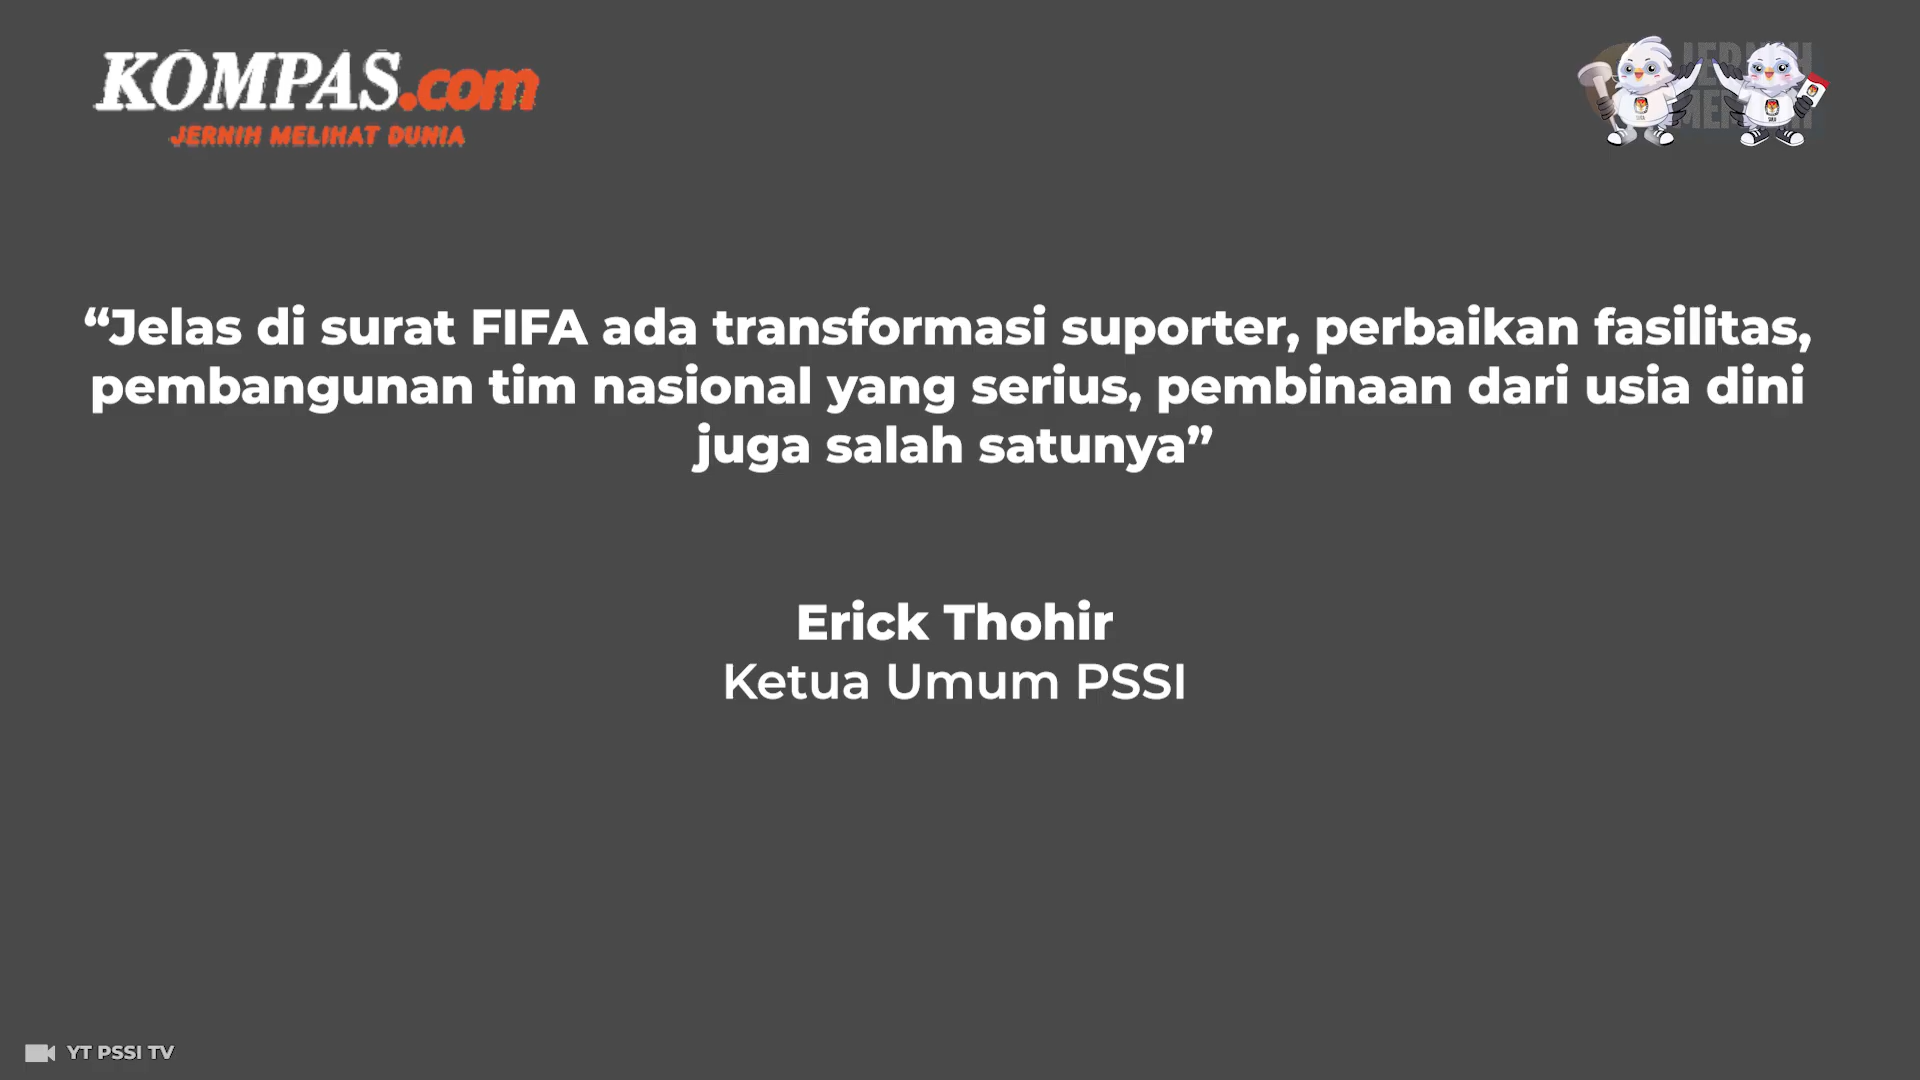 KOMPAS.com
JERNIH MELIHAT DUNIA
“Jelas di surat FIFA ada transformasi suporter, perbaikan fasilitas,
pembangunan tim nasional yang serius, pembinaan dari usia dini
juga salah satunya”
Erick Thohir
Ketua Umum PSSI
YT PSSI TV